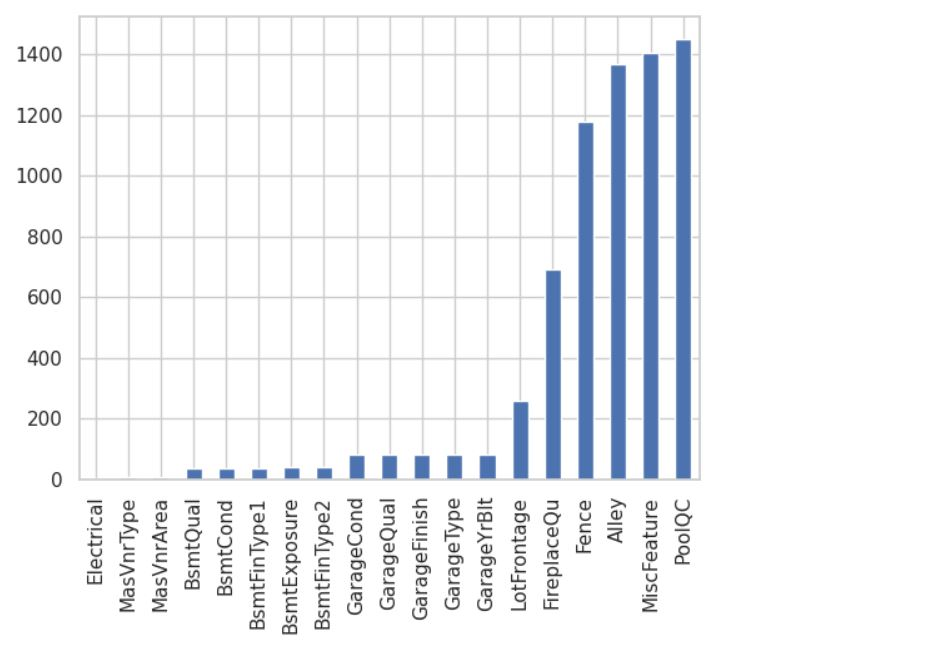 1400
1200
1000
800
600
400
200
0
Electrical
MasVnrType
MasVnrArea
BsmtQual
BsmtCond
BsmtFinType1
BsmtExposure
BsmtFinType2
GarageCond
GarageQual
GarageFinish
GarageType
GarageYrBlt
LotFrontage
FireplaceQu
Fence
Alley
MiscFeature
PoolQC